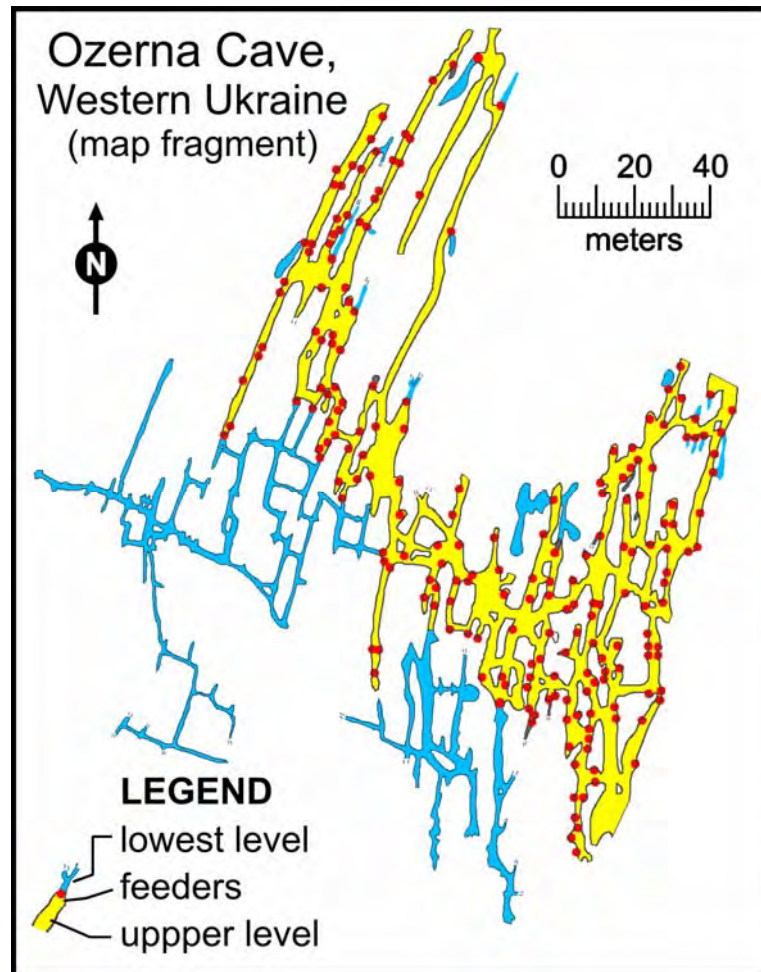 Ozerna Cave,
Western Ukraine
(map fragment)
0 20 40
meters
N
LEGEND
lowest level
feeders
uppper level